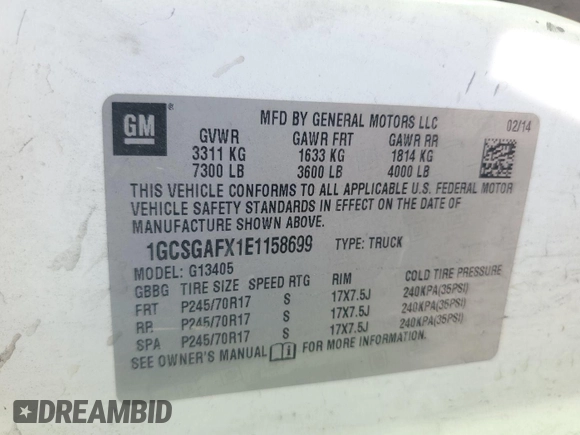 GM
MFD BY GENERAL MOTORS LLC 02/14
GVWR GAWR FRT GAWR RR
3311 KG 1633 KG 1814 KG
7300 LB 3600 LB 4000 LB
THIS VEHICLE CONFORMS TO ALL APPLICABLE U.S. FEDERAL MOTOR
VEHICLE SAFETY STANDARDS IN EFFECT ON THE DATE OF
MANUFACTURE SHOWN ABOVE.
1GCSGAFX1E1158699 TYPE: TRUCK
MODEL: G13405
GBBG TIRE SIZE SPEED RTG RIM COLD TIRE PRESSURE
FRT P245/70R17 S 17X7.5J 240KPA(35PSI)
RR P245/70R17 S 17X7.5J 240KPA(35PSI)
SPA P245/70R17 S 17X7.5J 240KPA(35PSI)
SEE OWNER'S MANUAL FOR MORE INFORMATION.
DREAMBID